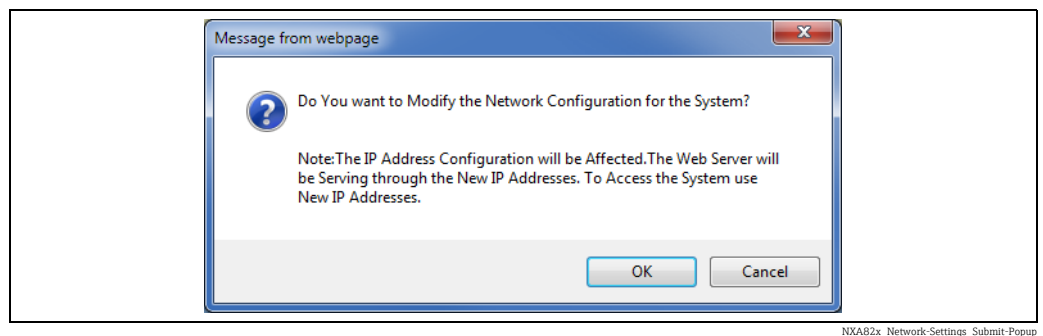 Message from webpage
Do You want to Modify the Network Configuration for the System?
Note:The IP Address Configuration will be Affected.The Web Server will
be Serving through the New IP Addresses. To Access the System use
New IP Addresses.
OK
Cancel
NXA82x_Network-Settings_Submit-Popup